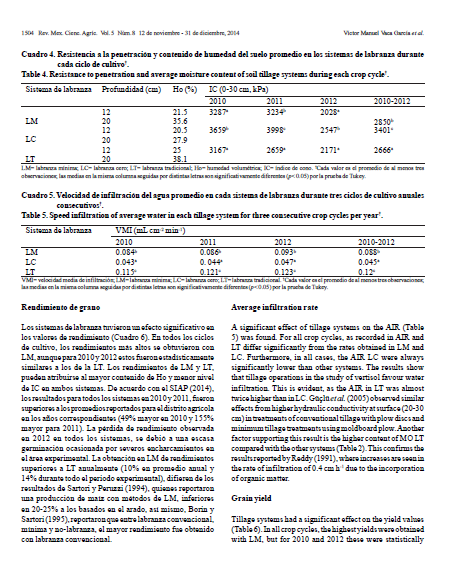 1504 Rev. Mex. Cienc. Agríc. Vol. 5 Núm. 8 12 de noviembre - 31 de diciembre, 2014 Víctor Manuel Vaca García et al.
Cuadro 4. Resistencia a la penetración y contenido de humedad del suelo promedio en los sistemas de labranza durante
cada ciclo de cultivo¹.
Table 4. Resistance to penetration and average moisture content of soil tillage systems during each crop cycle¹.
Sistema de labranza Profundidad (cm) Ho (%) IC (0-30 cm, kPa)
2010 2011 2012 2010-2012
12 21.5 3287ᵃ 3234ᵇ 2028ᵃ
LM 20 35.6 2850ᵇ
12 20.5 3659ᵇ 3998ᶜ 2547ᵇ 3401ᶜ
LC 20 27.9
12 25 3167ᵃ 2659ᵃ 2171ᵃ 2666ᵃ
LT 20 38.1
LM= labranza mínima; LC= labranza cero; LT= labranza tradicional; Ho= humedad volumétrica; IC= índice de cono. ¹Cada valor es el promedio de al menos tres
observaciones; las medias en la misma columna seguidas por distintas letras son significativamente diferentes (p< 0.05) por la prueba de Tukey.
Cuadro 5. Velocidad de infiltración del agua promedio en cada sistema de labranza durante tres ciclos de cultivo anuales
consecutivos¹.
Table 5. Speed infiltration of average water in each tillage system for three consecutive crop cycles per year¹.
Sistema de labranza VMI (mL cm⁻² min⁻¹)
2010 2011 2012 2010-2012
LM 0.084ᵇ 0.086ᵇ 0.093ᵇ 0.088ᵇ
LC 0.043ᵃ 0.044ᵃ 0.047ᵃ 0.045ᵃ
LT 0.115ᶜ 0.121ᶜ 0.123ᶜ 0.12ᶜ
VMI= velocidad media de infiltración; LM= labranza mínima; LC= labranza cero; LT= labranza tradicional. ¹Cada valor es el promedio de al menos tres observaciones;
las medias en la misma columna seguidas por distintas letras son significativamente diferentes (p<0.05) por la prueba de Tukey.
Rendimiento de grano
Los sistemas de labranza tuvieron un efecto significativo en
los valores de rendimiento (Cuadro 6). En todos los ciclos
de cultivo, los rendimientos más altos se obtuvieron con
LM, aunque para 2010 y 2012 estos fueron estadísticamente
similares a los de la LT. Los rendimientos de LM y LT,
pueden atribuirse al mayor contenido de Ho y menor nivel
de IC en ambos sistemas. De acuerdo con el SIAP (2014),
los resultados para todos los sistemas en 2010 y 2011, fueron
superiores a los promedios reportados para el distrito agrícola
en los años correspondientes (49% mayor en 2010 y 155%
mayor para 2011). La pérdida de rendimiento observada
en 2012 en todos los sistemas, se debió a una escasa
germinación ocasionada por severos encharcamientos en
el área experimental. La obtención en LM de rendimientos
superiores a LT anualmente (10% en promedio anual y
14% durante todo el periodo experimental), difieren de los
resultados de Sartori y Peruzzi (1994), quienes reportaron
una producción de maíz con métodos de LM, inferiores
en 20-25% a los basados en el arado, así mismo, Borin y
Sartori (1995), reportaron que entre labranza convencional,
mínima y no-labranza, el mayor rendimiento fue obtenido
con labranza convencional.
Average infiltration rate
A significant effect of tillage systems on the AIR (Table
5) was found. For all crop cycles, as recorded in AIR and
LT differ significantly from the rates obtained in LM and
LC. Furthermore, in all cases, the AIR LC were always
significantly lower than other systems. The results show
that tillage operations in the study of vertisol favour water
infiltration. This is evident, as the AIR in LT was almost
twice higher than in LC. Güçlü et al. (2005) observed similar
effects from higher hydraulic conductivity at surface (20-30
cm) in treatments of conventional tillage with plow discs and
minimum tillage treatments using moldboard plow. Another
factor supporting this result is the higher content of MO LT
compared with the other systems (Table 2). This confirms the
results reported by Reddy (1991), where increases are seen in
the rate of infiltration of 0.4 cm h⁻¹ due to the incorporation
of organic matter.
Grain yield
Tillage systems had a significant effect on the yield values
(Table 6). In all crop cycles, the highest yields were obtained
with LM, but for 2010 and 2012 these were statistically